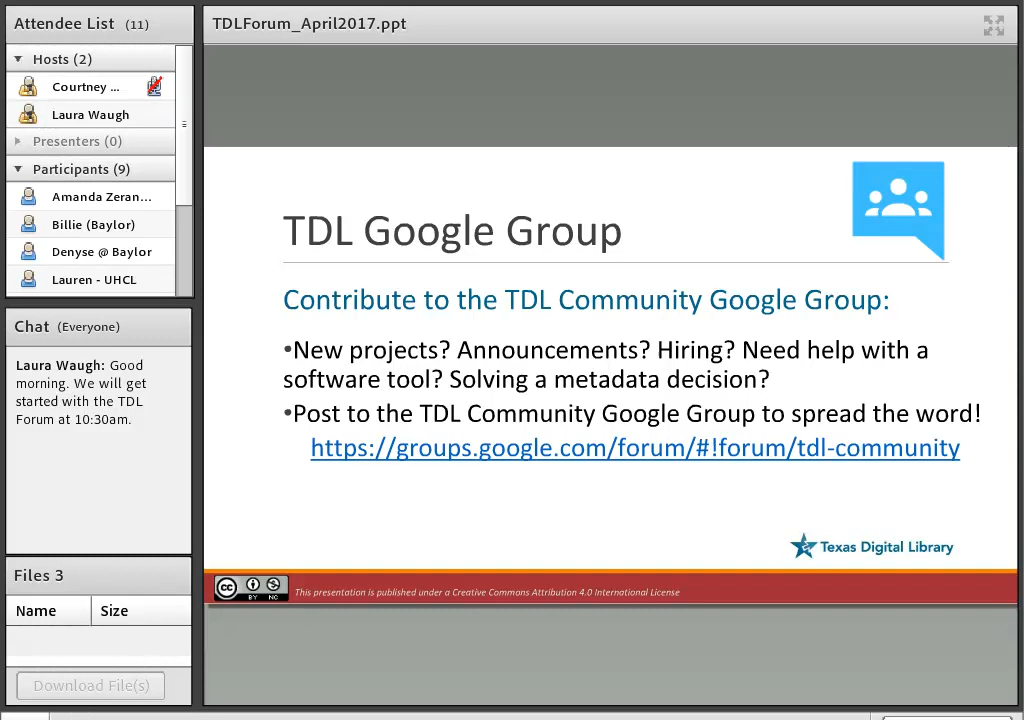 Attendee List (11)
Hosts (2)
Courtney ...
Laura Waugh
Presenters (0)
Participants (9)
Amanda Zeran...
Billie (Baylor)
Denyse @ Baylor
Lauren - UHCL
Chat (Everyone)
Laura Waugh: Good
morning. We will get
started with the TDL
Forum at 10:30am.
Files 3
Name Size
Download File(s)
TDLForum_April2017.ppt
TDL Google Group
Contribute to the TDL Community Google Group:
•New projects? Announcements? Hiring? Need help with a
software tool? Solving a metadata decision?
•Post to the TDL Community Google Group to spread the word!
https://groups.google.com/forum/#!forum/tdl-community
Texas Digital Library
cc BY NC
This presentation is published under a Creative Commons Attribution 4.0 International License